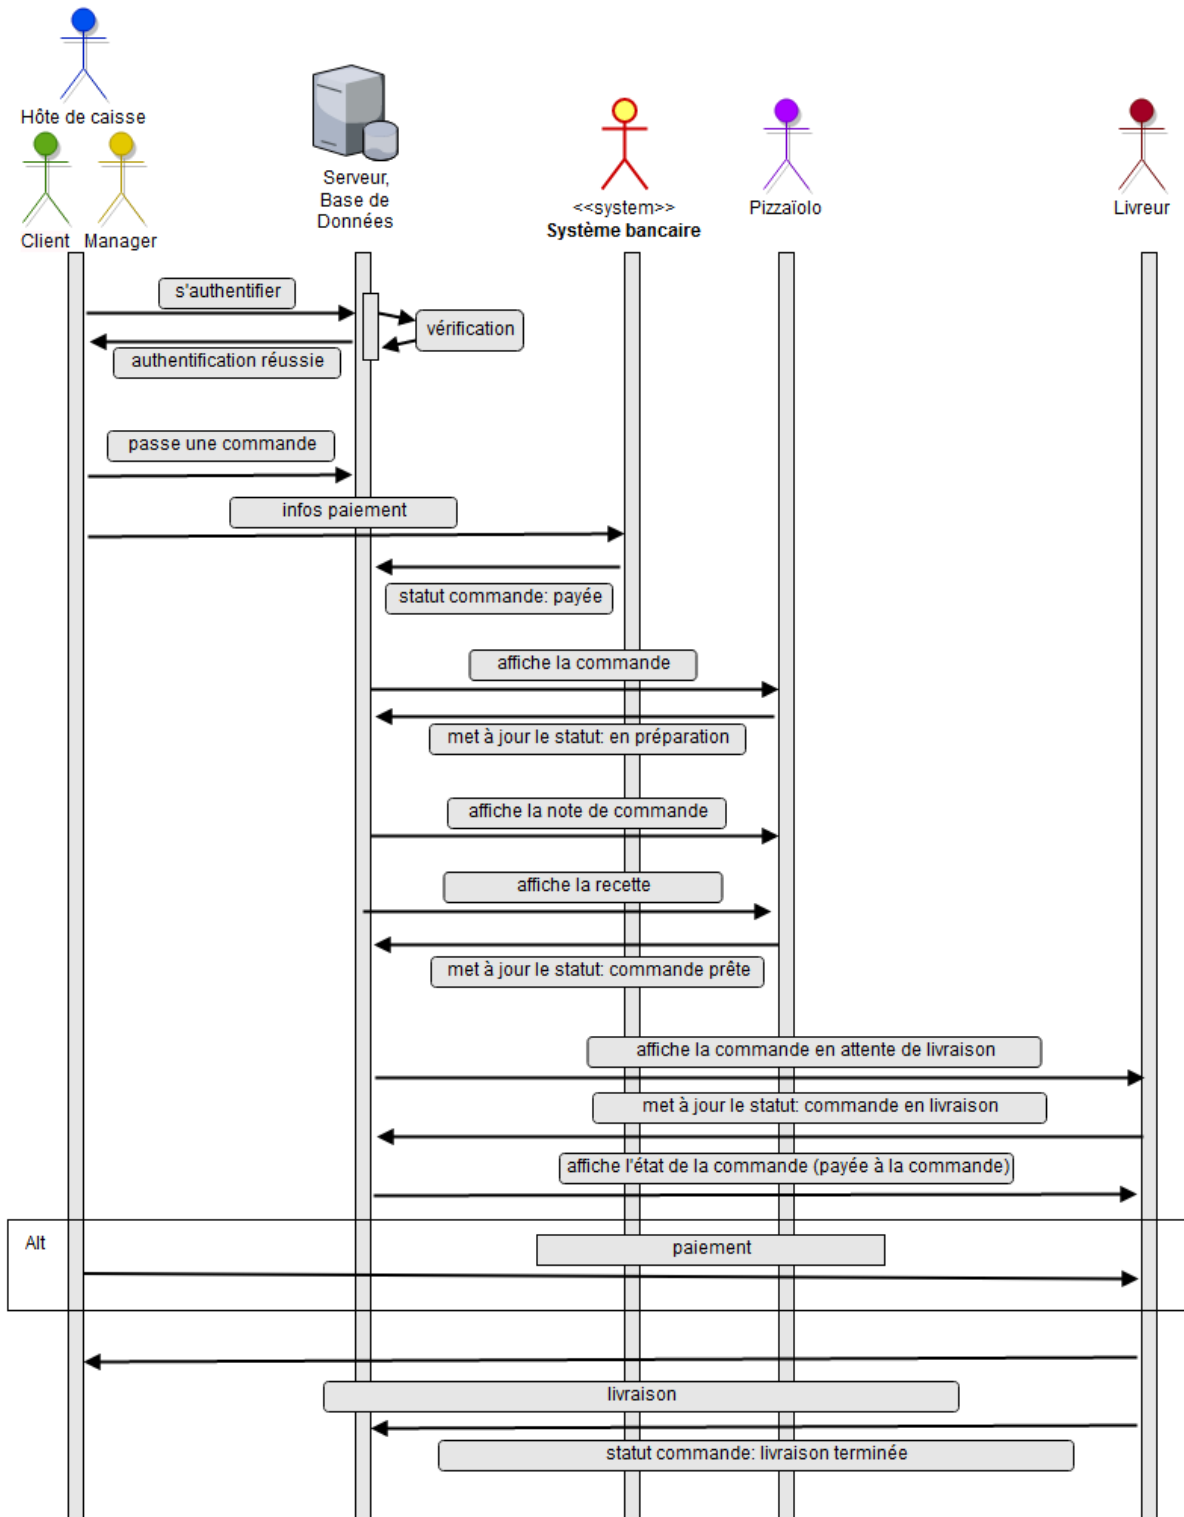 Hôte de caisse
Client Manager
Serveur,
Base de
Données
<<system>>
Système bancaire
Pizzaïolo
Livreur
s'authentifier
vérification
authentification réussie
passe une commande
infos paiement
statut commande: payée
affiche la commande
met à jour le statut: en préparation
affiche la note de commande
affiche la recette
met à jour le statut: commande prête
affiche la commande en attente de livraison
met à jour le statut: commande en livraison
affiche l'état de la commande (payée à la commande)
Alt
paiement
livraison
statut commande: livraison terminée